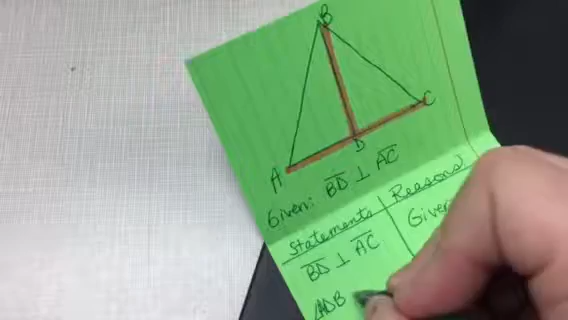 B
C
D
A
Given: BD ⊥ AC
Statements Reasons
BD ⊥ AC Given
∠ADB